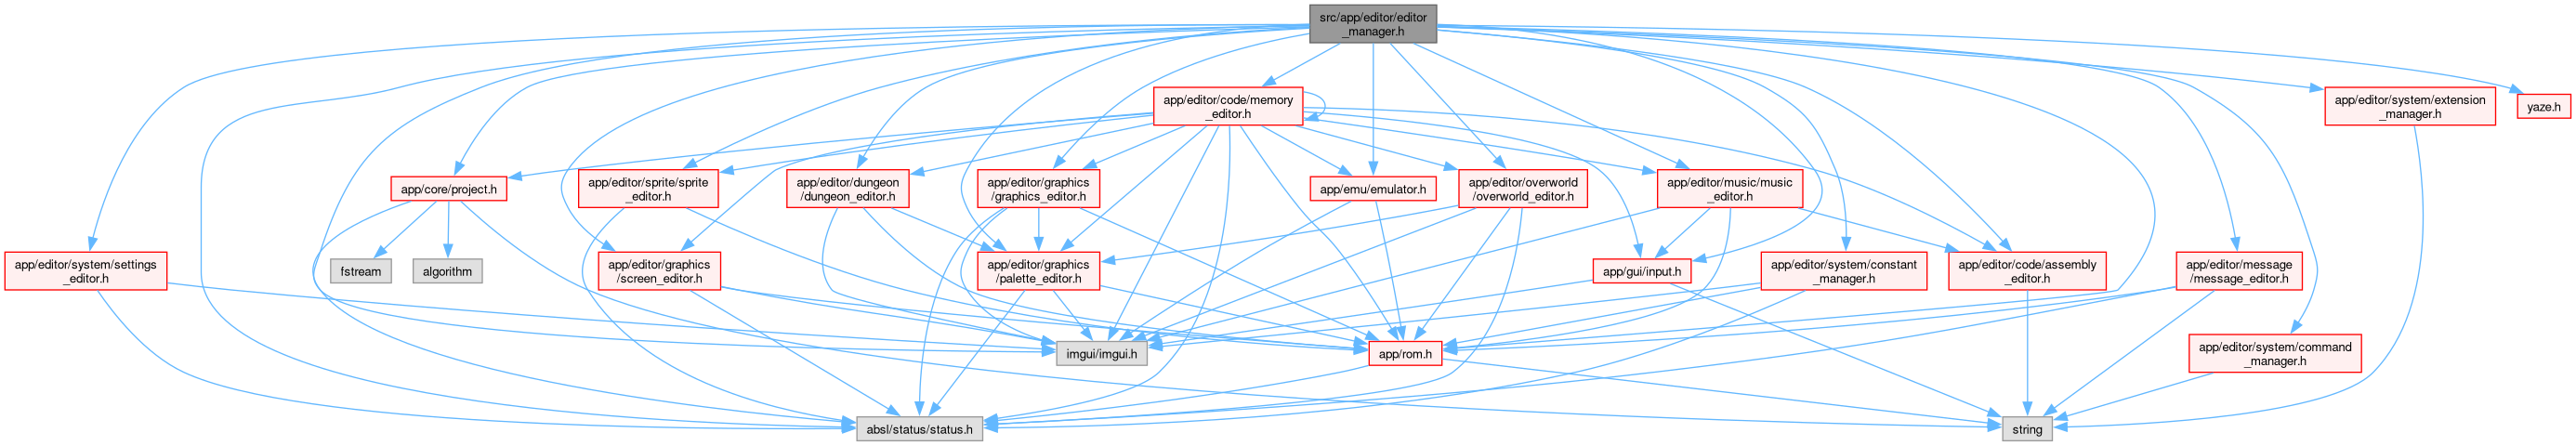 src/app/editor/editor
_manager.h
app/editor/code/memory
_editor.h
app/editor/system/extension
_manager.h
yaze.h
app/core/project.h
app/editor/sprite/sprite
_editor.h
app/editor/dungeon
/dungeon_editor.h
app/editor/graphics
/graphics_editor.h
app/emu/emulator.h
app/editor/overworld
/overworld_editor.h
app/editor/music/music
_editor.h
app/editor/system/settings
_editor.h
fstream
algorithm
app/editor/graphics
/screen_editor.h
app/editor/graphics
/palette_editor.h
app/gui/input.h
app/editor/system/constant
_manager.h
app/editor/code/assembly
_editor.h
app/editor/message
/message_editor.h
imgui/imgui.h
app/rom.h
app/editor/system/command
_manager.h
absl/status/status.h
string